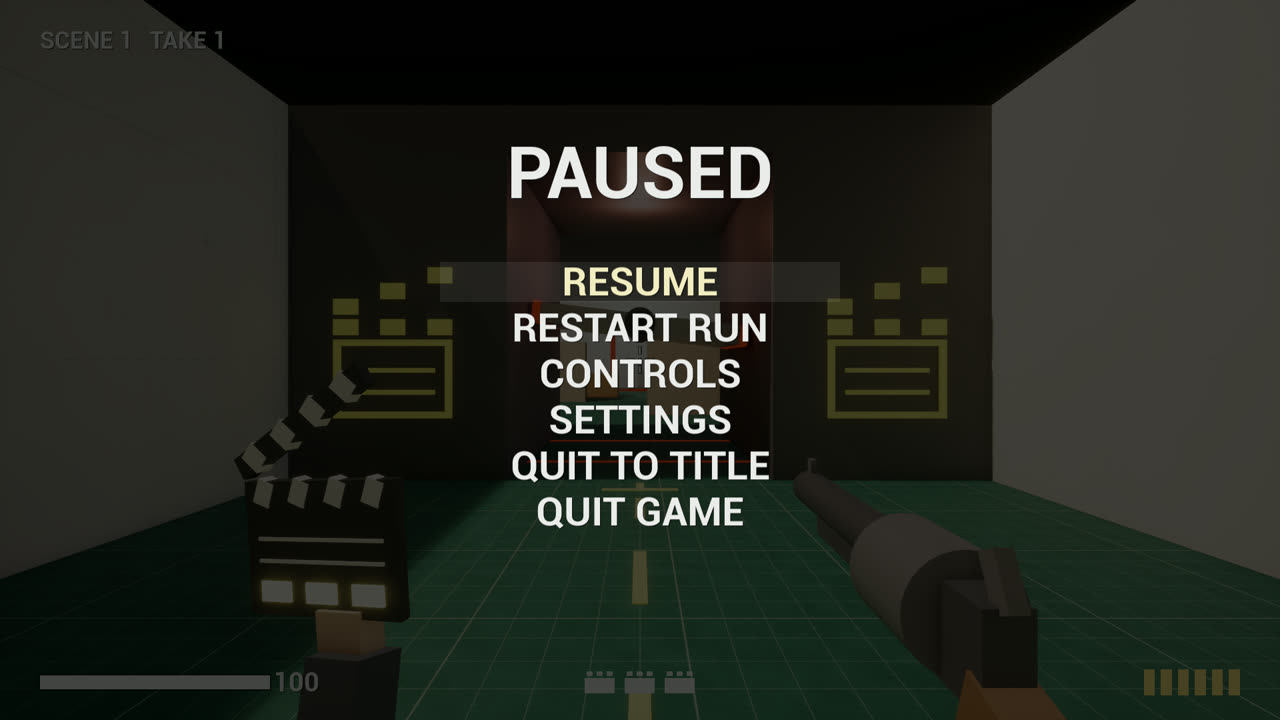 SCENE 1 TAKE 1
PAUSED
RESUME
RESTART RUN
CONTROLS
SETTINGS
QUIT TO TITLE
QUIT GAME
100